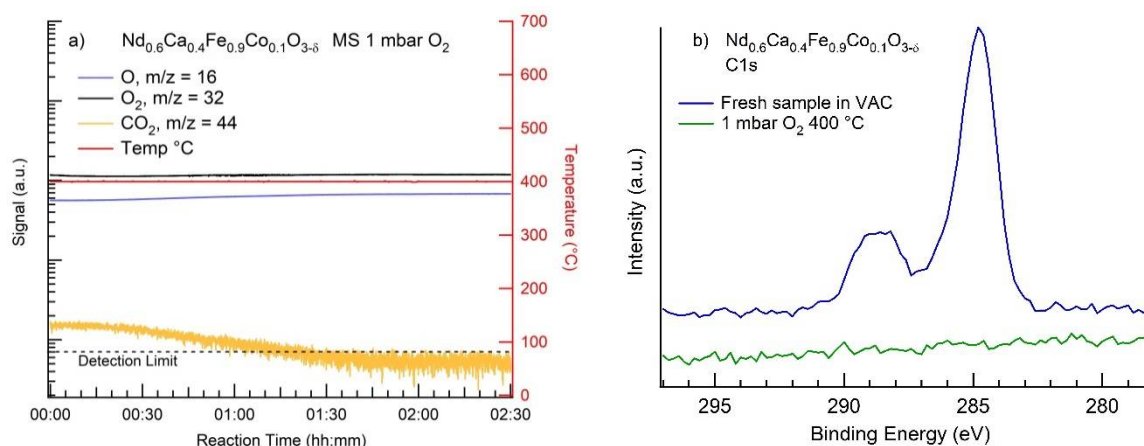 a) Nd0.6Ca0.4Fe0.9Co0.1O3-δ MS 1 mbar O2
O, m/z = 16
O2, m/z = 32
CO2, m/z = 44
Temp °C
Signal (a.u.)
Detection Limit
700
600
500
400
300
200
100
0
Temperature (°C)
00:00 00:30 01:00 01:30 02:00 02:30
Reaction Time (hh:mm)
b) Nd0.6Ca0.4Fe0.9Co0.1O3-δ
C1s
Fresh sample in VAC
1 mbar O2 400 °C
Intensity (a.u.)
295 290 285 280
Binding Energy (eV)